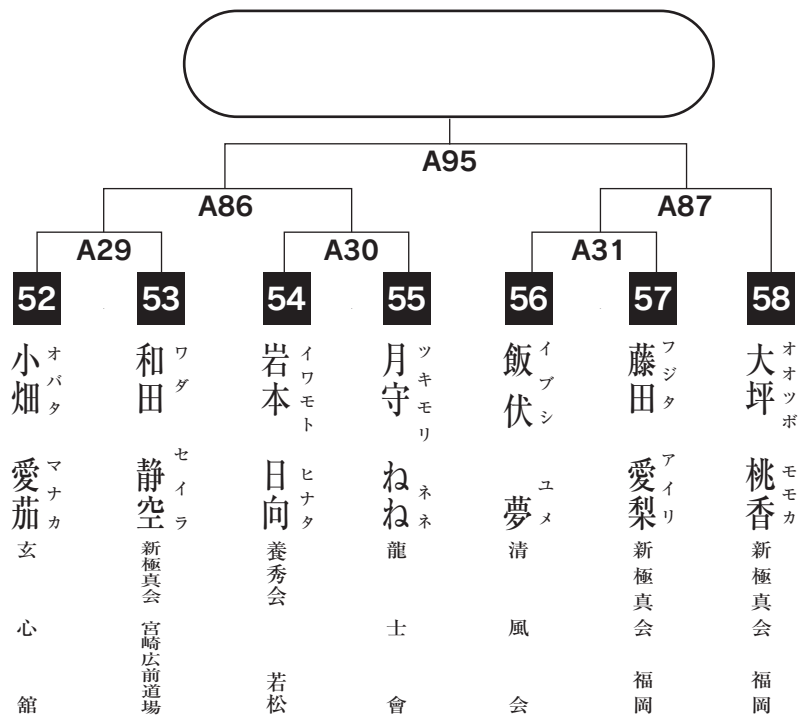 A95
A86
A87
A29
A30
A31
52
53
54
55
56
57
58
小畑 愛茄
オバタ マナカ
玄心舘
和田 静空
ワダ セイラ
新極真会 宮崎広前道場
岩本 日向
イワモト ヒナタ
養秀会 若松
月守 ねね
ツキモリ ネネ
龍士會
飯伏 夢
イブシ ユメ
清風会
藤田 愛梨
フジタ アイリ
新極真会 福岡
大坪 桃香
オオツボ モモカ
新極真会 福岡